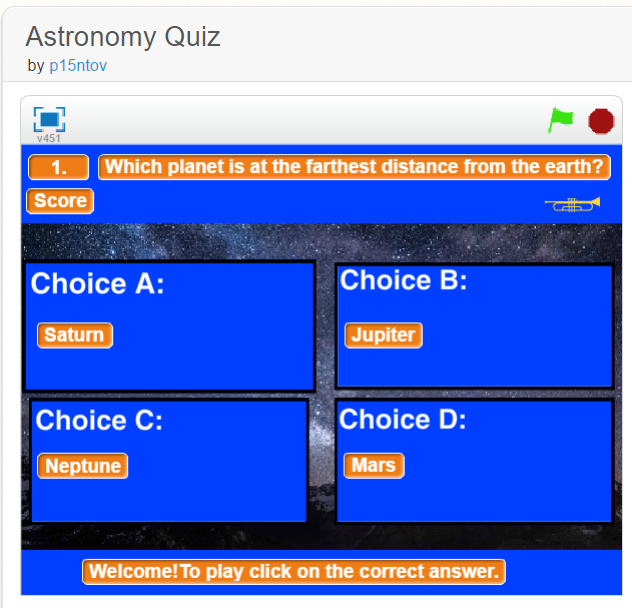 Astronomy Quiz
by p15ntov
v451
1. Which planet is at the farthest distance from the earth?
Score
Choice A:
Saturn
Choice B:
Jupiter
Choice C:
Neptune
Choice D:
Mars
Welcome!To play click on the correct answer.